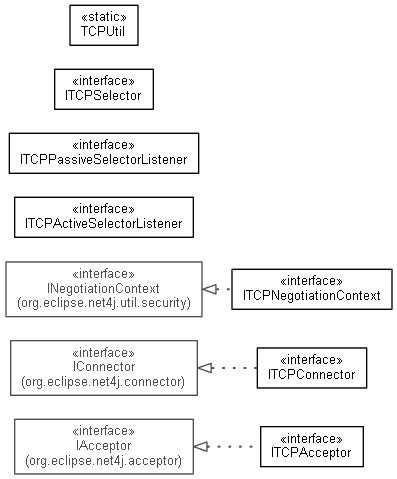 «static»
TCPUtil
«interface»
ITCPSelector
«interface»
ITCPPassiveSelectorListener
«interface»
ITCPActiveSelectorListener
«interface»
INegotiationContext
(org.eclipse.net4j.util.security)
«interface»
ITCPNegotiationContext
«interface»
IConnector
(org.eclipse.net4j.connector)
«interface»
ITCPConnector
«interface»
IAcceptor
(org.eclipse.net4j.acceptor)
«interface»
ITCPAcceptor